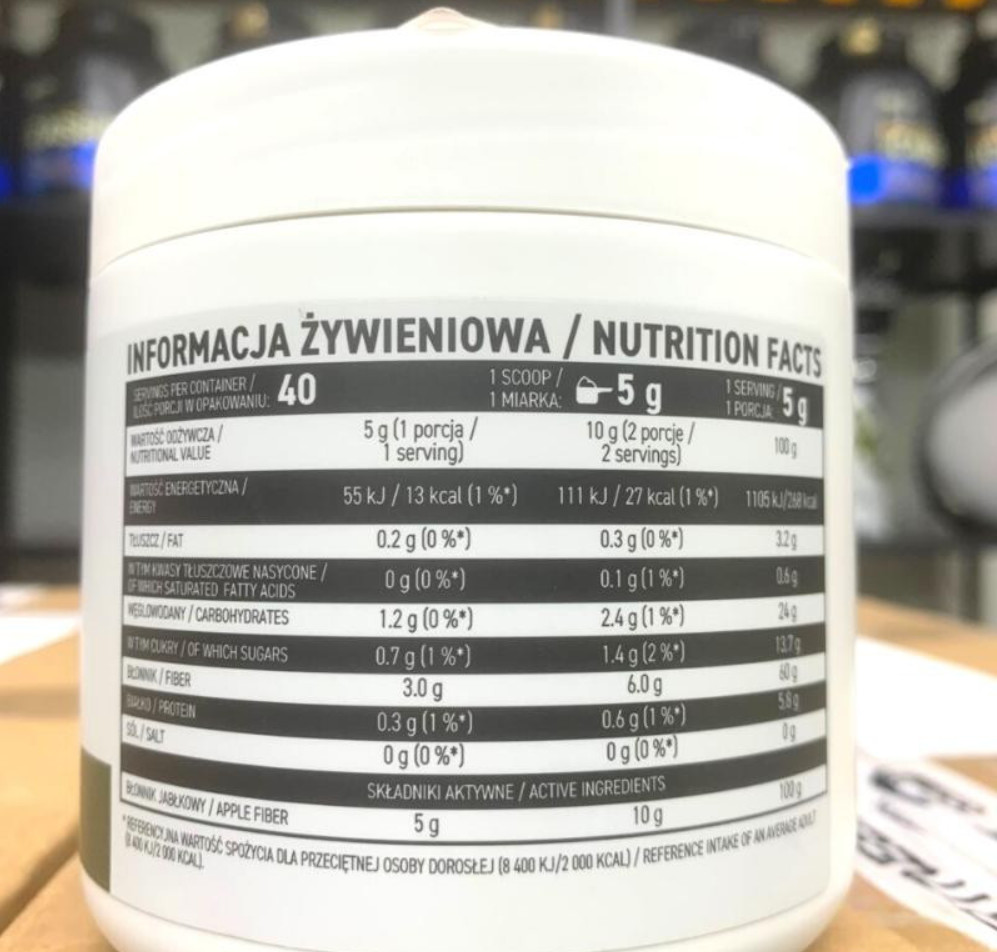 INFORMACJA ŻYWIENIOWA / NUTRITION FACTS
SERVINGS PER CONTAINER / 40 1 SCOOP / 5 g 1 SERVING / 5 g
ILOŚĆ PORCJI W OPAKOWANIU: 1 MIARKA: 1 PORCJA:
WARTOŚĆ ODŻYWCZA / 5 g (1 porcja / 10 g (2 porcje / 100 g
NUTRITIONAL VALUE 1 serving) 2 servings)
WARTOŚĆ ENERGETYCZNA / 55 kJ / 13 kcal (1 %*) 111 kJ / 27 kcal (1 %*) 1105 kJ/268 kcal
ENERGY
TŁUSZCZ / FAT 0.2 g (0 %*) 0.3 g (0 %*) 3.2 g
W TYM KWASY TŁUSZCZOWE NASYCONE / 0 g (0 %*) 0.1 g (1 %*) 0.6 g
OF WHICH SATURATED FATTY ACIDS
WĘGLOWODANY / CARBOHYDRATES 1.2 g (0 %*) 2.4 g (1 %*) 24 g
W TYM CUKRY / OF WHICH SUGARS 0.7 g (1 %*) 1.4 g (2 %*) 13.7 g
BŁONNIK / FIBER 3.0 g 6.0 g 60 g
BIAŁKO / PROTEIN 0.3 g (1 %*) 0.6 g (1 %*) 5.8 g
SÓL / SALT 0 g (0 %*) 0 g (0 %*) 0 g
SKŁADNIKI AKTYWNE / ACTIVE INGREDIENTS
BŁONNIK JABŁKOWY / APPLE FIBER 5 g 10 g 100 g
*REFERENCYJNA WARTOŚĆ SPOŻYCIA DLA PRZECIĘTNEJ OSOBY DOROSŁEJ (8 400 KJ/2 000 KCAL) / REFERENCE INTAKE OF AN AVERAGE ADULT
(8 400 KJ/2 000 KCAL).